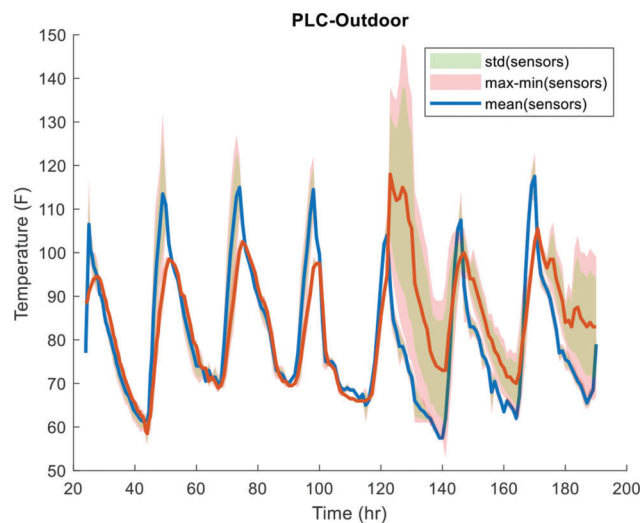 PLC-Outdoor
150
140
130
120
110
100
90
80
70
60
50
Temperature (F)
std(sensors)
max-min(sensors)
mean(sensors)
20 40 60 80 100 120 140 160 180 200
Time (hr)